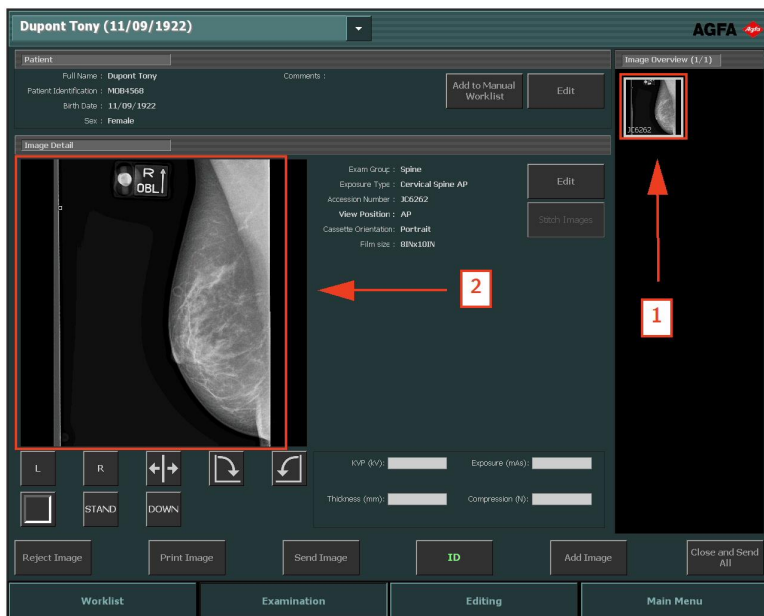 Dupont Tony (11/09/1922)
AGFA Agfa
Patient
Full Name : Dupont Tony
Comments :
Patient Identification : MOB4568
Birth Date : 11/09/1922
Sex : Female
Add to Manual
Worklist
Edit
Image Overview (1/1)
JC6262
1
Image Detail
R
OBL
Exam Group : Spine
Exposure Type : Cervical Spine AP
Accession Number : JC6262
View Position : AP
Cassette Orientation: Portrait
Film size : 8INx10IN
Edit
Stitch Images
2
L
R
STAND
DOWN
KVP (kV):
Exposure (mAs):
Thickness (mm):
Compression (N):
Reject Image
Print Image
Send Image
ID
Add Image
Close and Send
All
Worklist
Examination
Editing
Main Menu